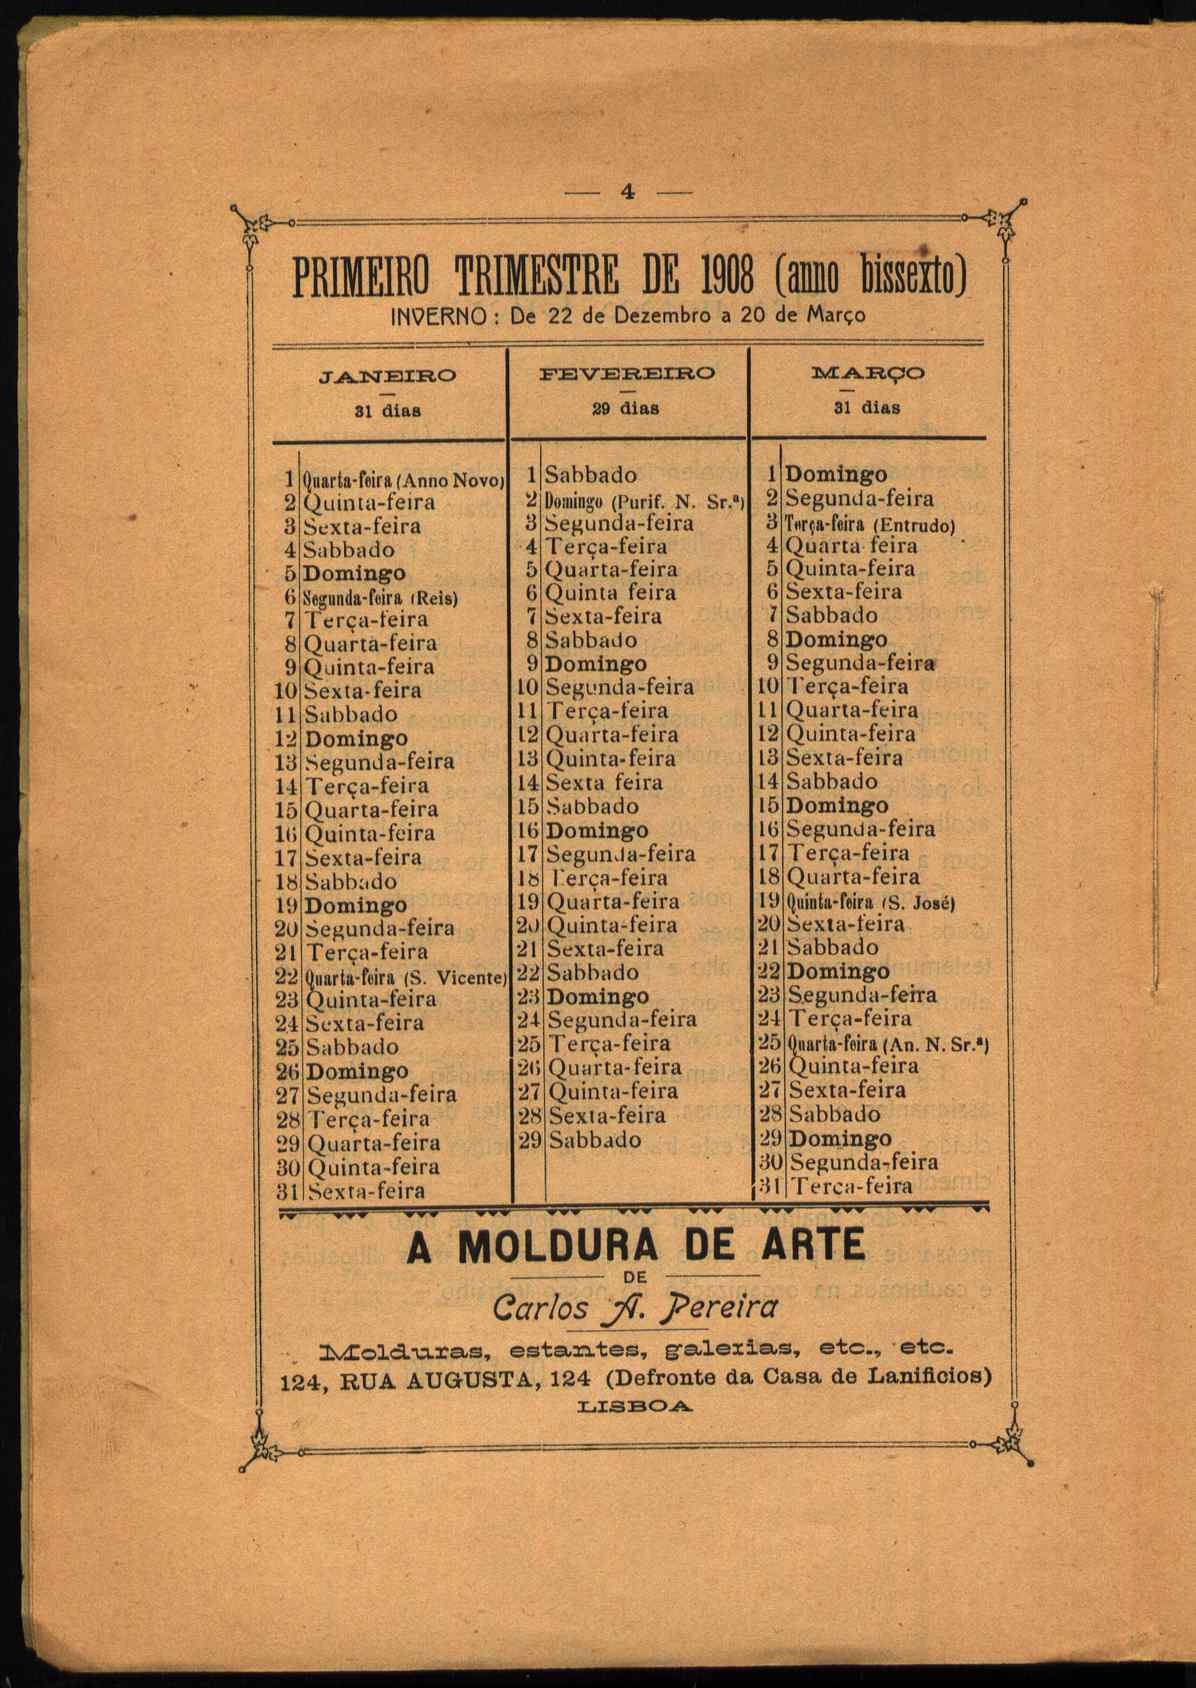 — 4 —
PRIMEIRO TRIMESTRE DE 1908 (anno bissexto)
INVERNO : De 22 de Dezembro a 20 de Março
JANEIRO
31 dias
1 Quarta-feira (Anno Novo)
2 Quinta-feira
3 Sexta-feira
4 Sabbado
5 Domingo
6 Segunda-feira (Reis)
7 Terça-feira
8 Quarta-feira
9 Quinta-feira
10 Sexta-feira
11 Sabbado
12 Domingo
13 Segunda-feira
14 Terça-feira
15 Quarta-feira
16 Quinta-feira
17 Sexta-feira
18 Sabbado
19 Domingo
20 Segunda-feira
21 Terça-feira
22 Quarta-feira (S. Vicente)
23 Quinta-feira
24 Sexta-feira
25 Sabbado
26 Domingo
27 Segunda-feira
28 Terça-feira
29 Quarta-feira
30 Quinta-feira
31 Sexta-feira
FEVEREIRO
29 dias
1 Sabbado
2 Domingo (Purif. N. Sr.ª)
3 Segunda-feira
4 Terça-feira
5 Quarta-feira
6 Quinta feira
7 Sexta-feira
8 Sabbado
9 Domingo
10 Segunda-feira
11 Terça-feira
12 Quarta-feira
13 Quinta-feira
14 Sexta feira
15 Sabbado
16 Domingo
17 Segunda-feira
18 Terça-feira
19 Quarta-feira
20 Quinta-feira
21 Sexta-feira
22 Sabbado
23 Domingo
24 Segunda-feira
25 Terça-feira
26 Quarta-feira
27 Quinta-feira
28 Sexta-feira
29 Sabbado
MARÇO
31 dias
1 Domingo
2 Segunda-feira
3 Terça-feira (Entrudo)
4 Quarta feira
5 Quinta-feira
6 Sexta-feira
7 Sabbado
8 Domingo
9 Segunda-feira
10 Terça-feira
11 Quarta-feira
12 Quinta-feira
13 Sexta-feira
14 Sabbado
15 Domingo
16 Segunda-feira
17 Terça-feira
18 Quarta-feira
19 Quinta-feira (S. José)
20 Sexta-feira
21 Sabbado
22 Domingo
23 Segunda-feira
24 Terça-feira
25 Quarta-feira (An. N. Sr.ª)
26 Quinta-feira
27 Sexta-feira
28 Sabbado
29 Domingo
30 Segunda-feira
31 Terca-feira
A MOLDURA DE ARTE
DE
Carlos A. Pereira
Molduras, estantes, galerias, etc., etc.
124, RUA AUGUSTA, 124 (Defronte da Casa de Lanificios)
LISBOA